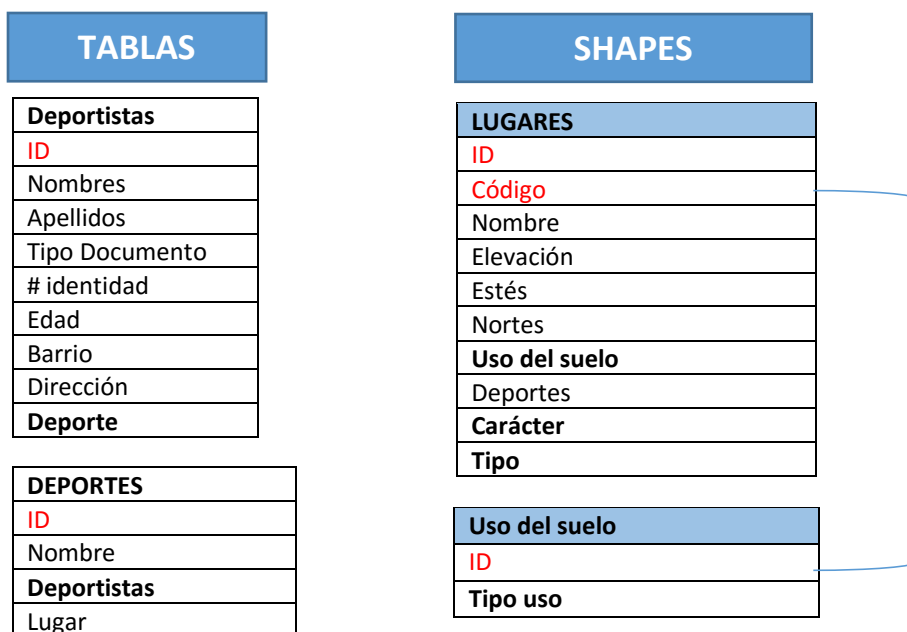 TABLAS
Deportistas
ID
Nombres
Apellidos
Tipo Documento
# identidad
Edad
Barrio
Dirección
Deporte
DEPORTES
ID
Nombre
Deportistas
Lugar
SHAPES
LUGARES
ID
Código
Nombre
Elevación
Estés
Nortes
Uso del suelo
Deportes
Carácter
Tipo
Uso del suelo
ID
Tipo uso